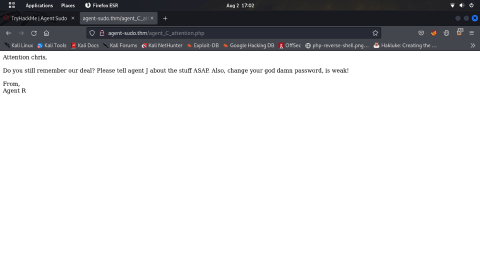 Applications Places Firefox ESR Aug 2 17:02
TryHackMe | Agent Sudo agent-sudo.thm/agent_C_
agent-sudo.thm/agent_C_attention.php
Kali Linux Kali Tools Kali Docs Kali Forums Kali NetHunter Exploit-DB Google Hacking DB OffSec php-reverse-shell.png... Hakluke: Creating the ...
Attention chris,
Do you still remember our deal? Please tell agent J about the stuff ASAP. Also, change your god damn password, is weak!
From,
Agent R